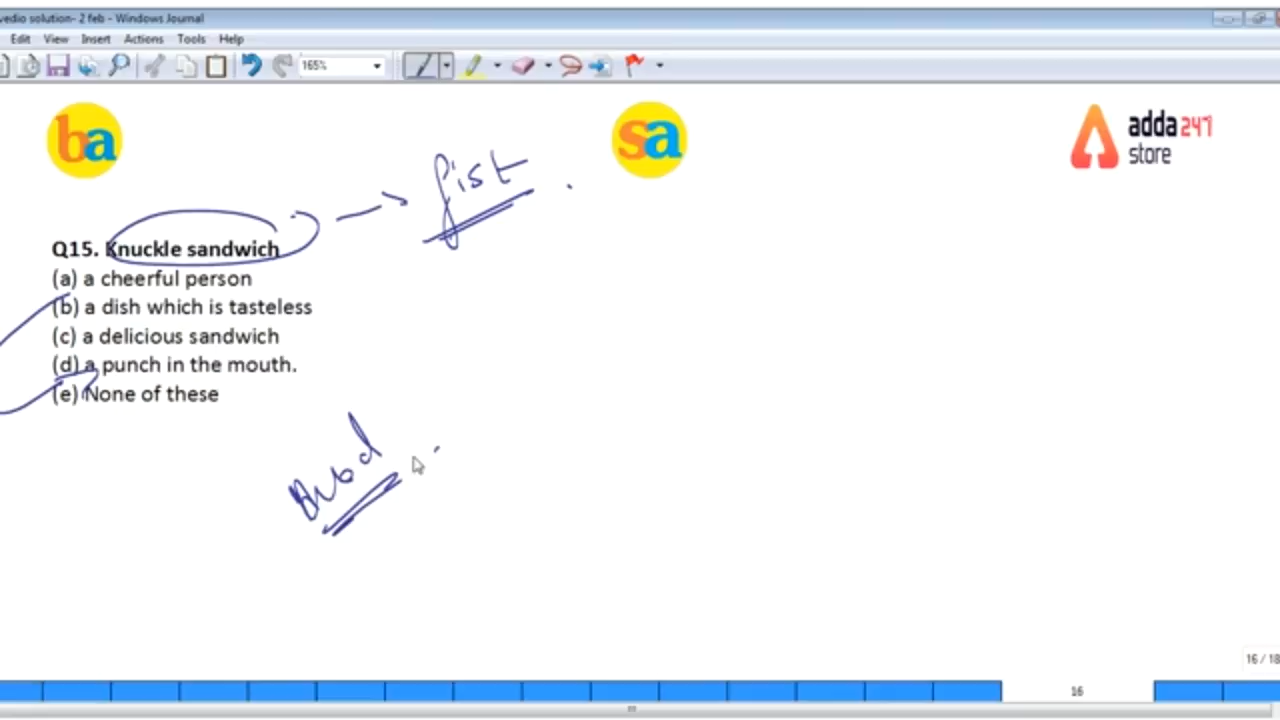 vedio solution- 2 feb - Windows Journal
Edit View Insert Actions Tools Help
165%
ba
sa
adda 247
store
fist
Q15. Knuckle sandwich
(a) a cheerful person
(b) a dish which is tasteless
(c) a delicious sandwich
(d) a punch in the mouth.
(e) None of these
16 / 18
16